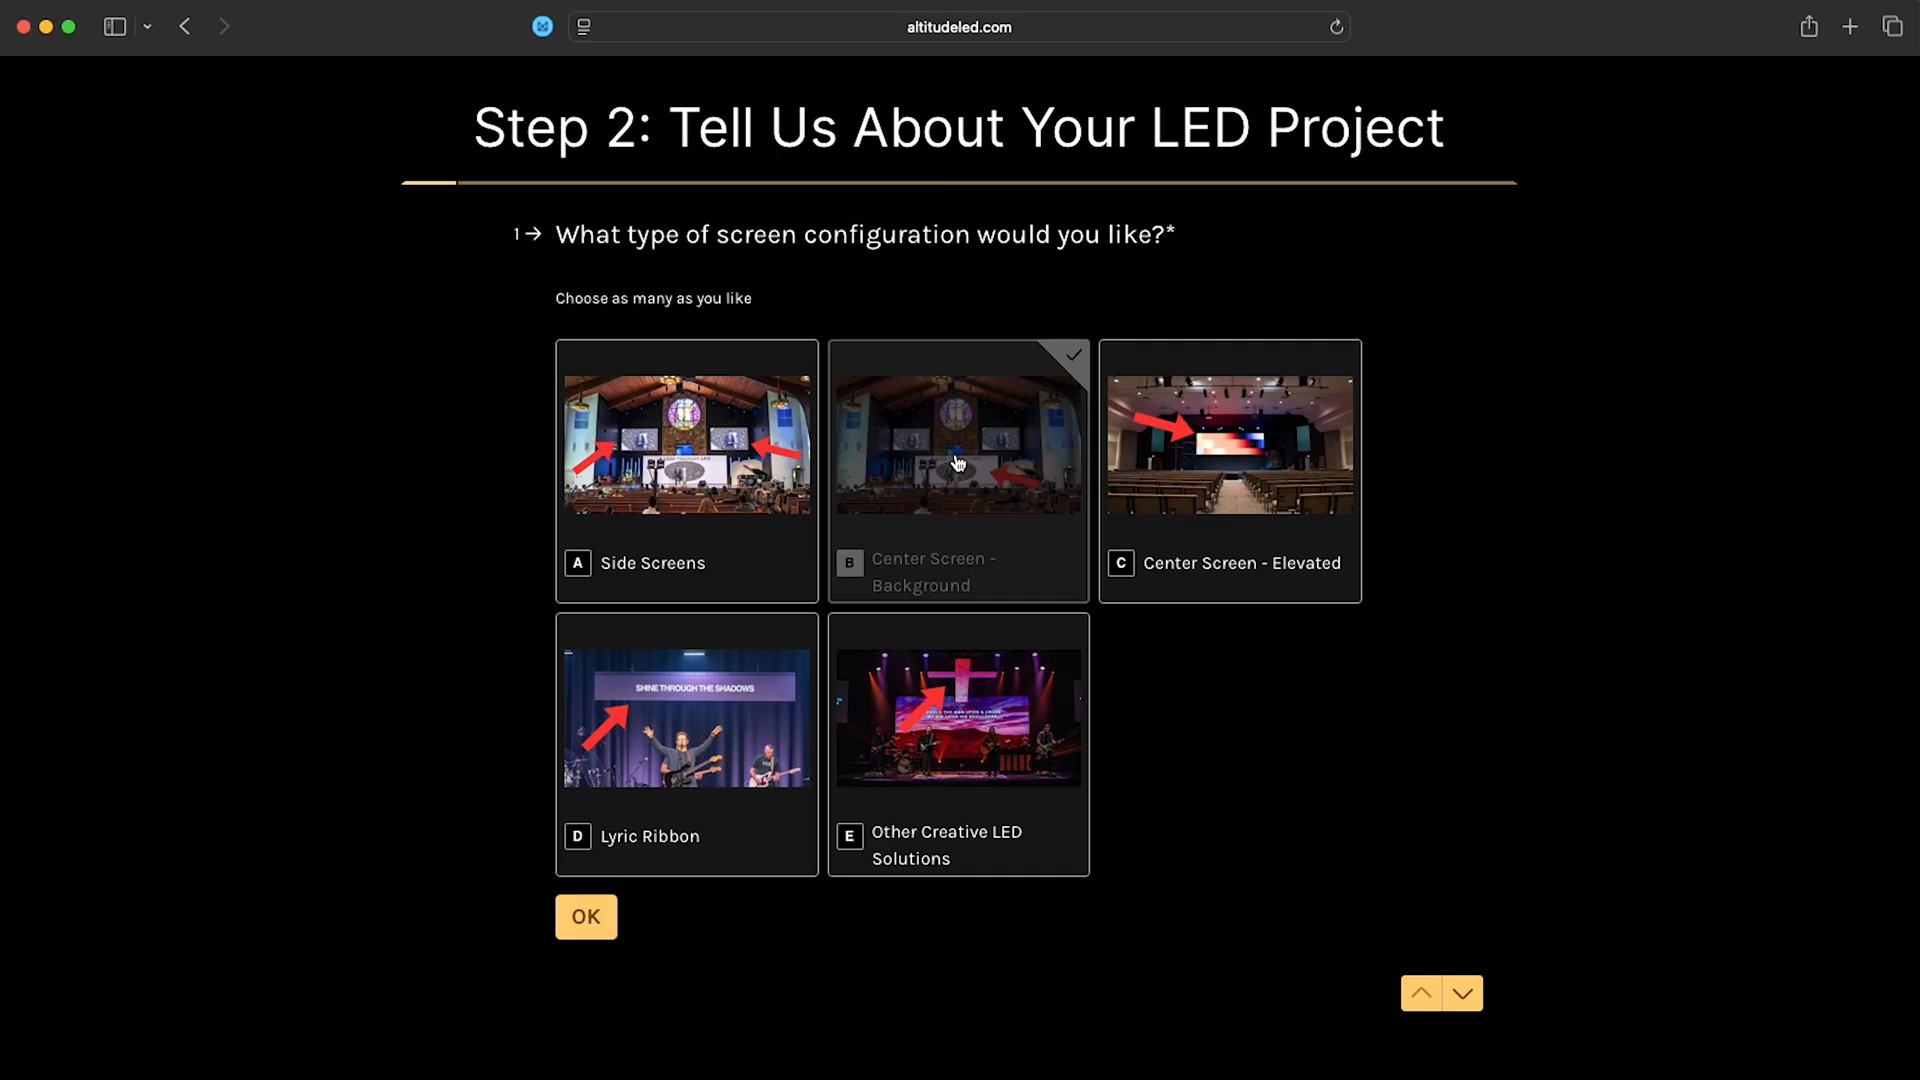 altitudeled.com
Step 2: Tell Us About Your LED Project
1→ What type of screen configuration would you like?*
Choose as many as you like
A Side Screens
B Center Screen -
Background
C Center Screen - Elevated
SHINE THROUGH THE SHADOWS
D Lyric Ribbon
E Other Creative LED
Solutions
OK